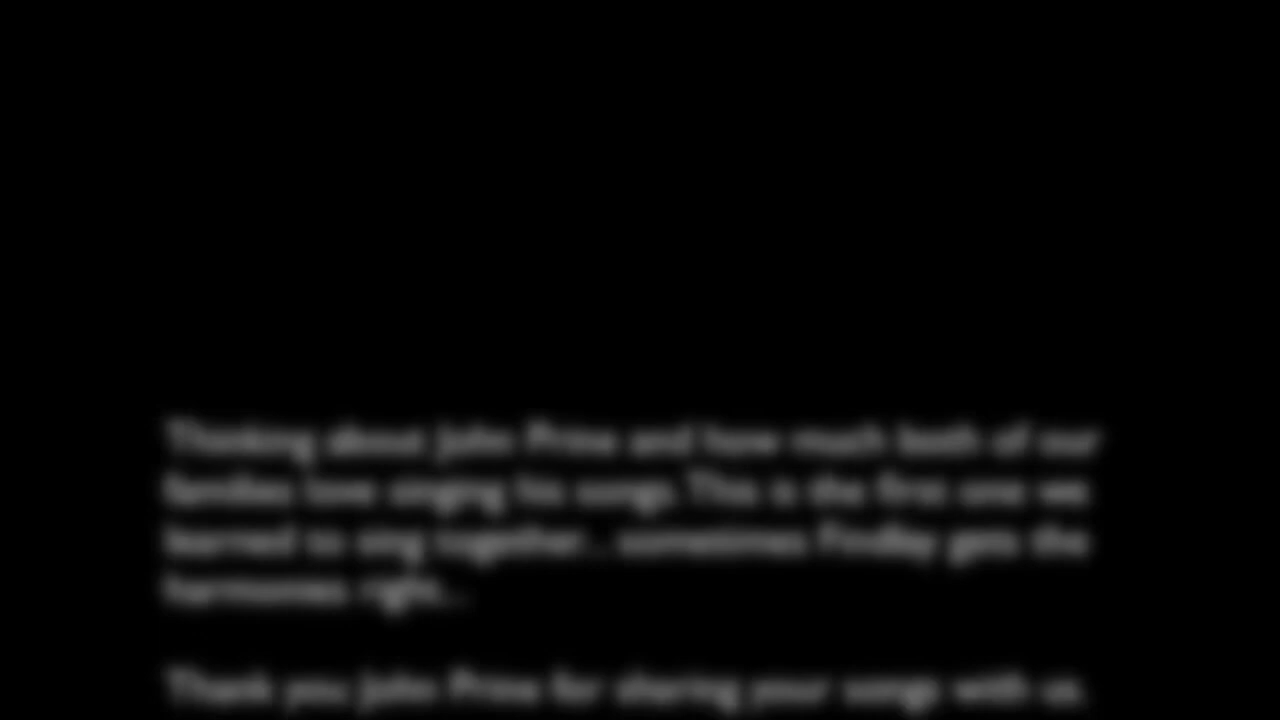 Thinking about John Prine and how much both of our
families love singing his songs. This is the first one we
learned to sing together... sometimes Findlay gets the
harmonies right...
Thank you John Prine for sharing your songs with us.